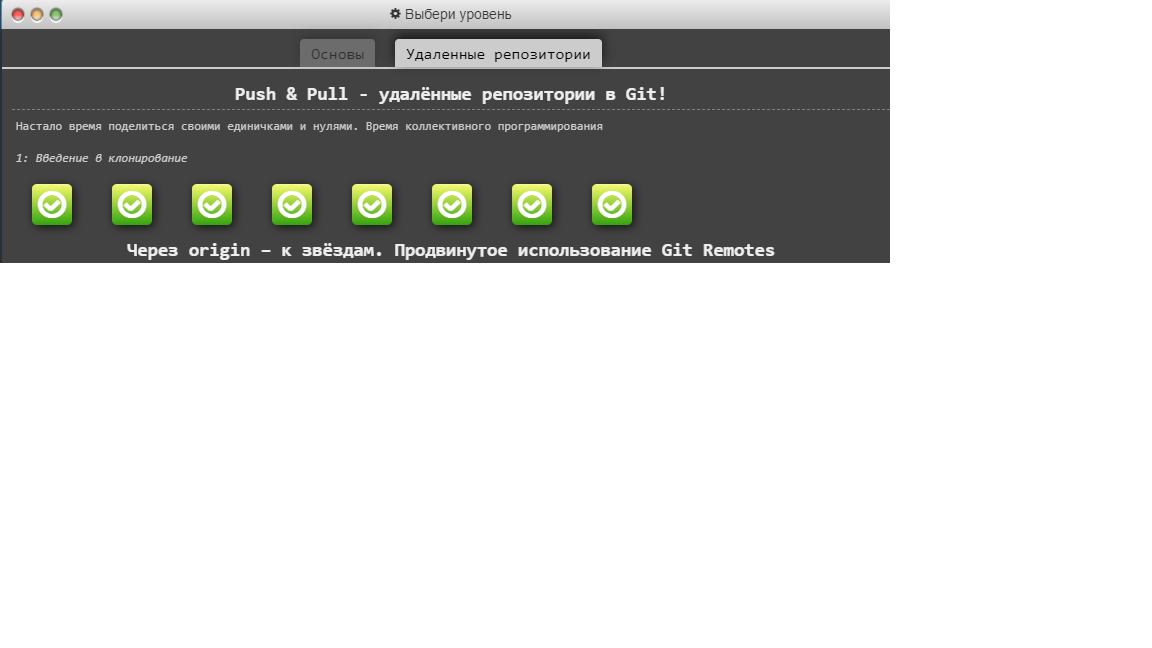 Выбери уровень
Основы
Удаленные репозитории
Push & Pull - удалённые репозитории в Git!
Настало время поделиться своими единичками и нулями. Время коллективного программирования
1: Введение в клонирование
Через origin – к звёздам. Продвинутое использование Git Remotes